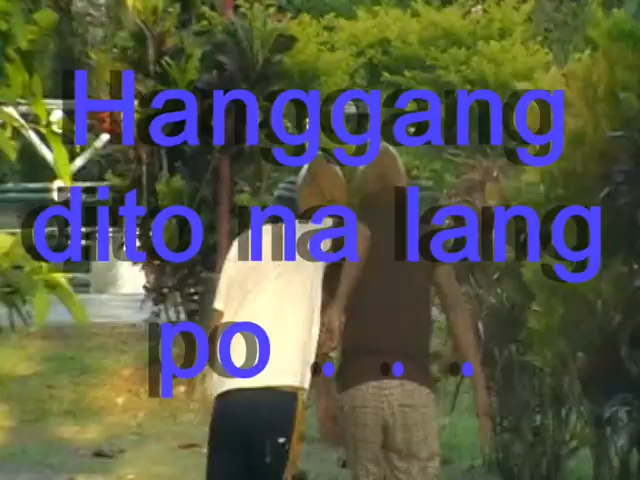 Hanggang
dito na lang
po . . .